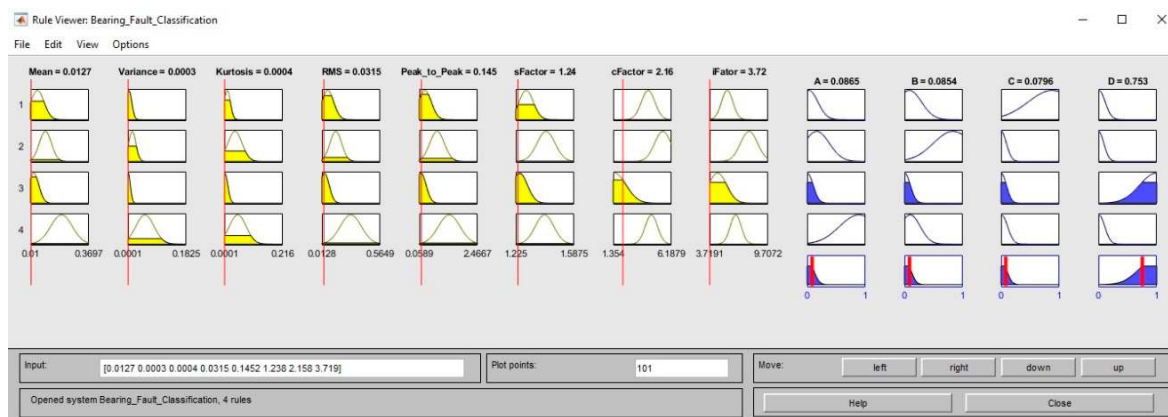 Rule Viewer: Bearing_Fault_Classification
File Edit View Options
Mean = 0.0127 Variance = 0.0003 Kurtosis = 0.0004 RMS = 0.0315 Peak_to_Peak = 0.145 sFactor = 1.24 cFactor = 2.16 iFator = 3.72 A = 0.0865 B = 0.0854 C = 0.0796 D = 0.753
1
2
3
4
0.01 0.3697 0.0001 0.1825 0.0001 0.216 0.0128 0.5649 0.0589 2.4667 1.225 1.5875 1.354 6.1879 3.7191 9.7072
0 1 0 1 0 1 0 1
Input: [0.0127 0.0003 0.0004 0.0315 0.1452 1.238 2.158 3.719] Plot points: 101 Move: left right down up
Opened system Bearing_Fault_Classification, 4 rules Help Close